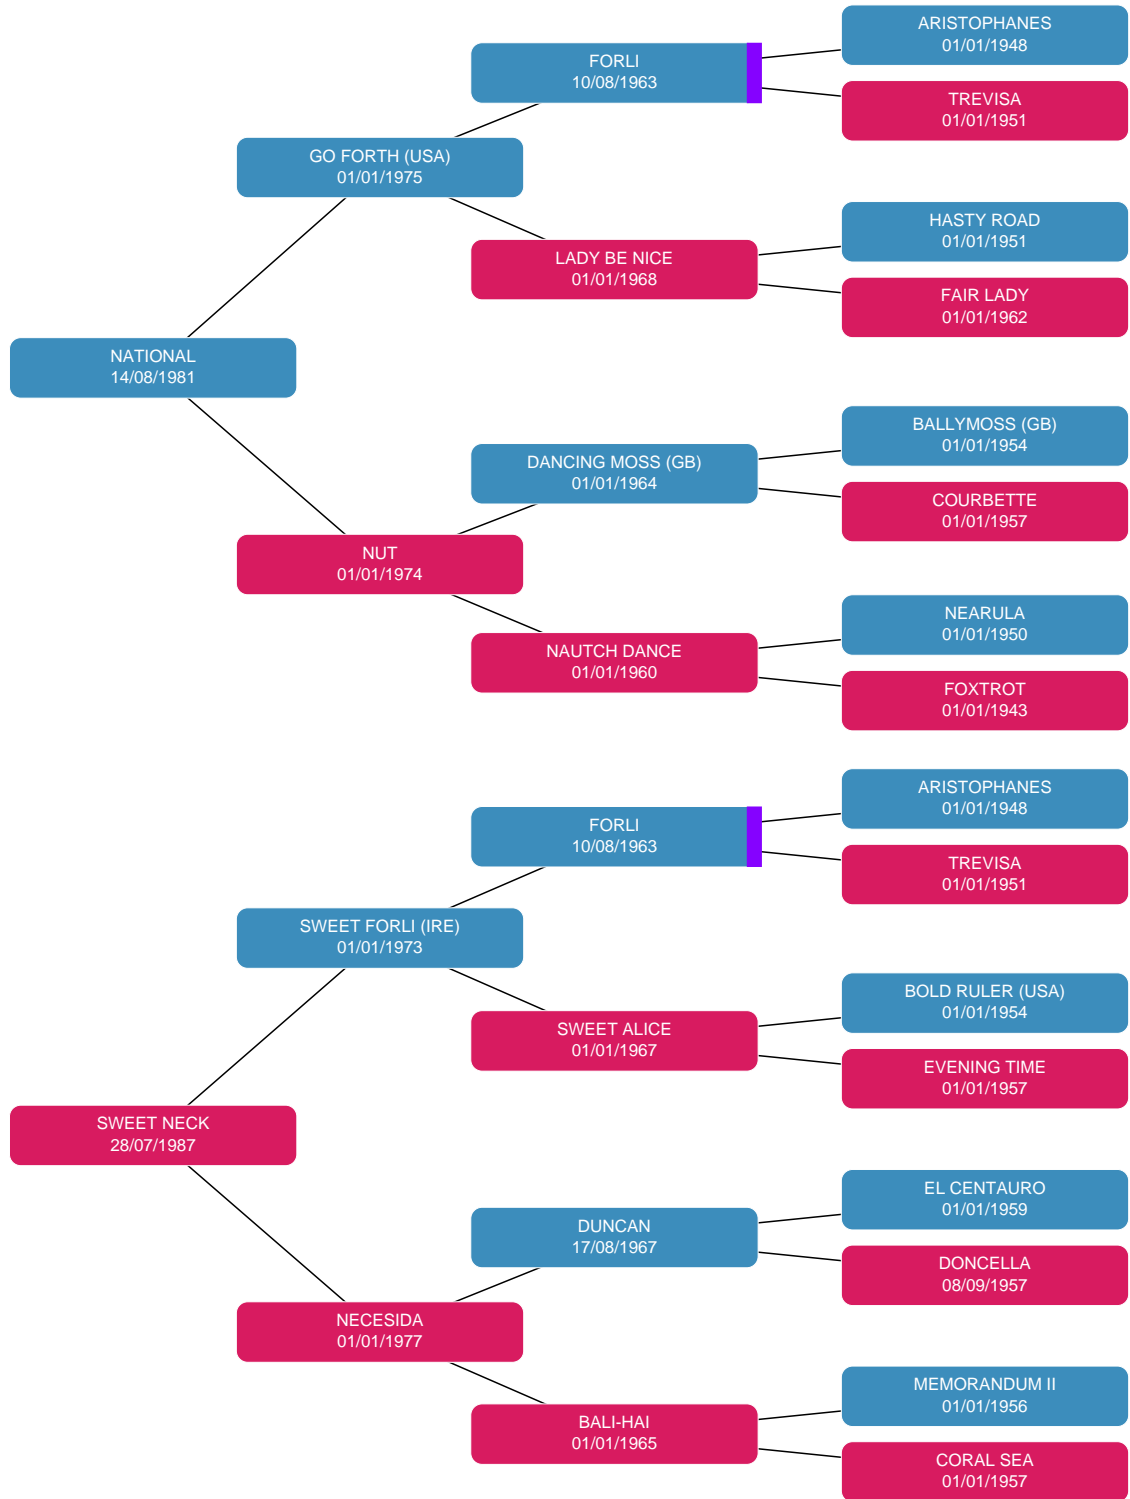 ARISTOPHANES
01/01/1948
FORLI
10/08/1963
TREVISA
01/01/1951
GO FORTH (USA)
01/01/1975
HASTY ROAD
01/01/1951
LADY BE NICE
01/01/1968
FAIR LADY
01/01/1962
NATIONAL
14/08/1981
BALLYMOSS (GB)
01/01/1954
DANCING MOSS (GB)
01/01/1964
COURBETTE
01/01/1957
NUT
01/01/1974
NEARULA
01/01/1950
NAUTCH DANCE
01/01/1960
FOXTROT
01/01/1943
ARISTOPHANES
01/01/1948
FORLI
10/08/1963
TREVISA
01/01/1951
SWEET FORLI (IRE)
01/01/1973
BOLD RULER (USA)
01/01/1954
SWEET ALICE
01/01/1967
EVENING TIME
01/01/1957
SWEET NECK
28/07/1987
EL CENTAURO
01/01/1959
DUNCAN
17/08/1967
DONCELLA
08/09/1957
NECESIDA
01/01/1977
MEMORANDUM II
01/01/1956
BALI-HAI
01/01/1965
CORAL SEA
01/01/1957